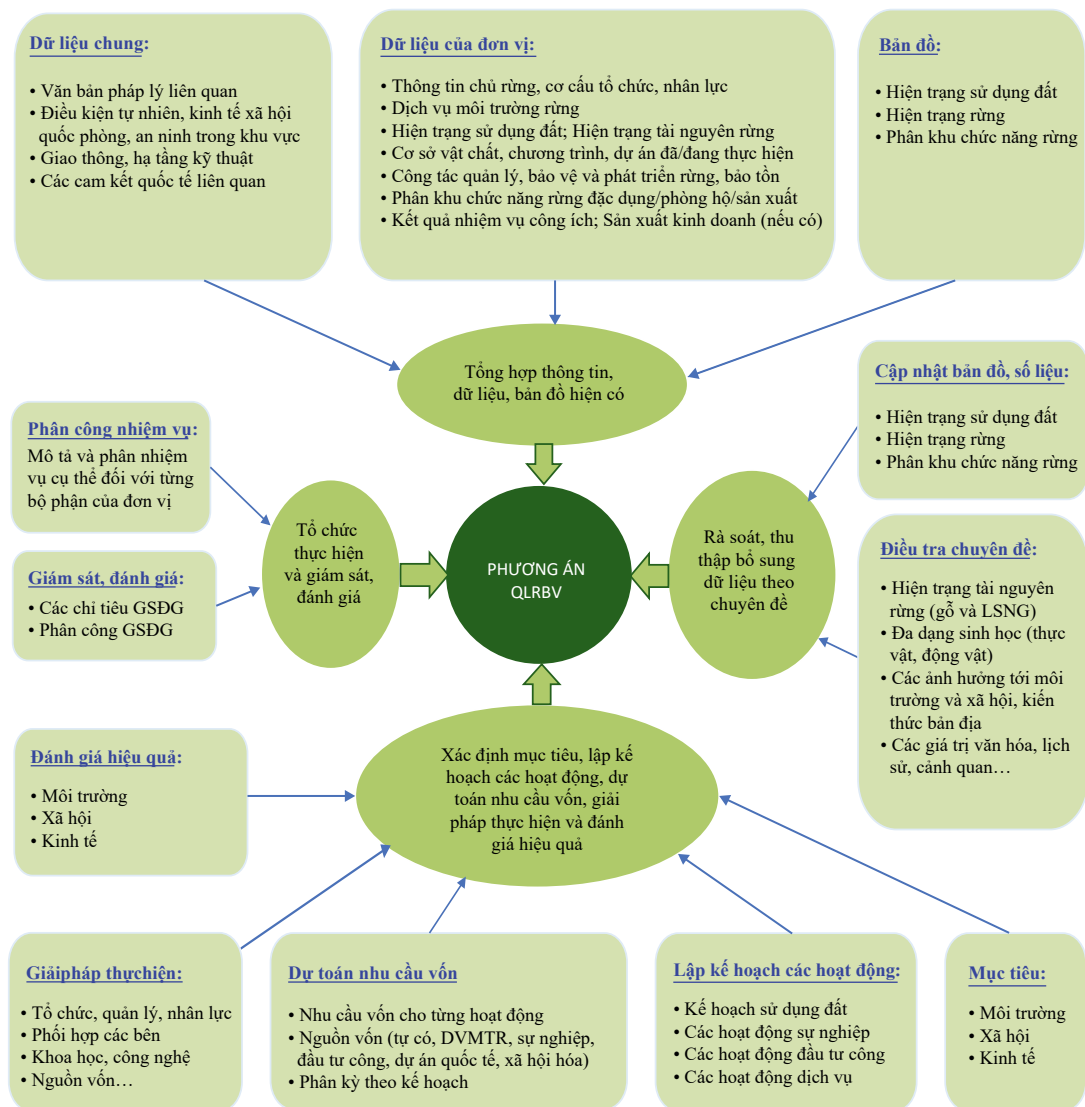 Dữ liệu chung:
• Văn bản pháp lý liên quan
• Điều kiện tự nhiên, kinh tế xã hội
quốc phòng, an ninh trong khu vực
• Giao thông, hạ tầng kỹ thuật
• Các cam kết quốc tế liên quan
Dữ liệu của đơn vị:
• Thông tin chủ rừng, cơ cấu tổ chức, nhân lực
• Dịch vụ môi trường rừng
• Hiện trạng sử dụng đất; Hiện trạng tài nguyên rừng
• Cơ sở vật chất, chương trình, dự án đã/đang thực hiện
• Công tác quản lý, bảo vệ và phát triển rừng, bảo tồn
• Phân khu chức năng rừng đặc dụng/phòng hộ/sản xuất
• Kết quả nhiệm vụ công ích; Sản xuất kinh doanh (nếu có)
Bản đồ:
• Hiện trạng sử dụng đất
• Hiện trạng rừng
• Phân khu chức năng rừng
Tổng hợp thông tin,
dữ liệu, bản đồ hiện có
Phân công nhiệm vụ:
Mô tả và phân nhiệm
vụ cụ thể đối với từng
bộ phận của đơn vị
Giám sát, đánh giá:
• Các chỉ tiêu GSĐG
• Phân công GSĐG
Tổ chức
thực hiện
và giám sát,
đánh giá
PHƯƠNG ÁN
QLRBV
Rà soát, thu
thập bổ sung
dữ liệu theo
chuyên đề
Cập nhật bản đồ, số liệu:
• Hiện trạng sử dụng đất
• Hiện trạng rừng
• Phân khu chức năng rừng
Điều tra chuyên đề:
• Hiện trạng tài nguyên
rừng (gỗ và LSNG)
• Đa dạng sinh học (thực
vật, động vật)
• Các ảnh hưởng tới môi
trường và xã hội, kiến
thức bản địa
• Các giá trị văn hóa, lịch
sử, cảnh quan…
Đánh giá hiệu quả:
• Môi trường
• Xã hội
• Kinh tế
Xác định mục tiêu, lập kế
hoạch các hoạt động, dự
toán nhu cầu vốn, giải
pháp thực hiện và đánh
giá hiệu quả
Giảipháp thựchiện:
• Tổ chức, quản lý, nhân lực
• Phối hợp các bên
• Khoa học, công nghệ
• Nguồn vốn…
Dự toán nhu cầu vốn
• Nhu cầu vốn cho từng hoạt động
• Nguồn vốn (tự có, DVMTR, sự nghiệp,
đầu tư công, dự án quốc tế, xã hội hóa)
• Phân kỳ theo kế hoạch
Lập kế hoạch các hoạt động:
• Kế hoạch sử dụng đất
• Các hoạt động sự nghiệp
• Các hoạt động đầu tư công
• Các hoạt động dịch vụ
Mục tiêu:
• Môi trường
• Xã hội
• Kinh tế